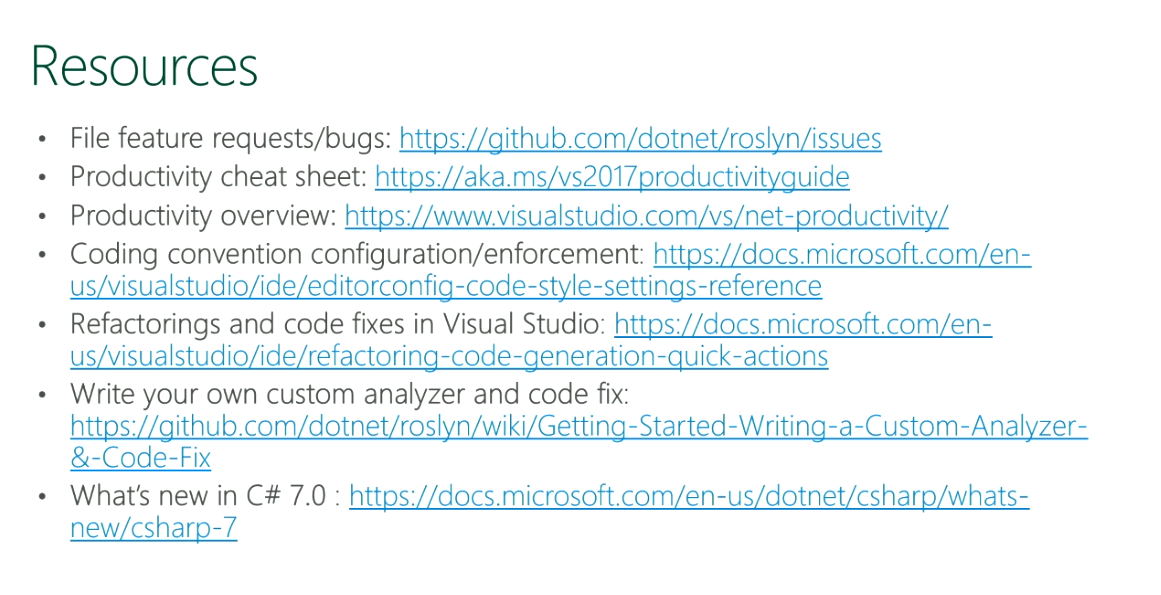 Resources
• File feature requests/bugs: https://github.com/dotnet/roslyn/issues
• Productivity cheat sheet: https://aka.ms/vs2017productivityguide
• Productivity overview: https://www.visualstudio.com/vs/net-productivity/
• Coding convention configuration/enforcement: https://docs.microsoft.com/en-
us/visualstudio/ide/editorconfig-code-style-settings-reference
• Refactorings and code fixes in Visual Studio: https://docs.microsoft.com/en-
us/visualstudio/ide/refactoring-code-generation-quick-actions
• Write your own custom analyzer and code fix:
https://github.com/dotnet/roslyn/wiki/Getting-Started-Writing-a-Custom-Analyzer-
&-Code-Fix
• What's new in C# 7.0 : https://docs.microsoft.com/en-us/dotnet/csharp/whats-
new/csharp-7